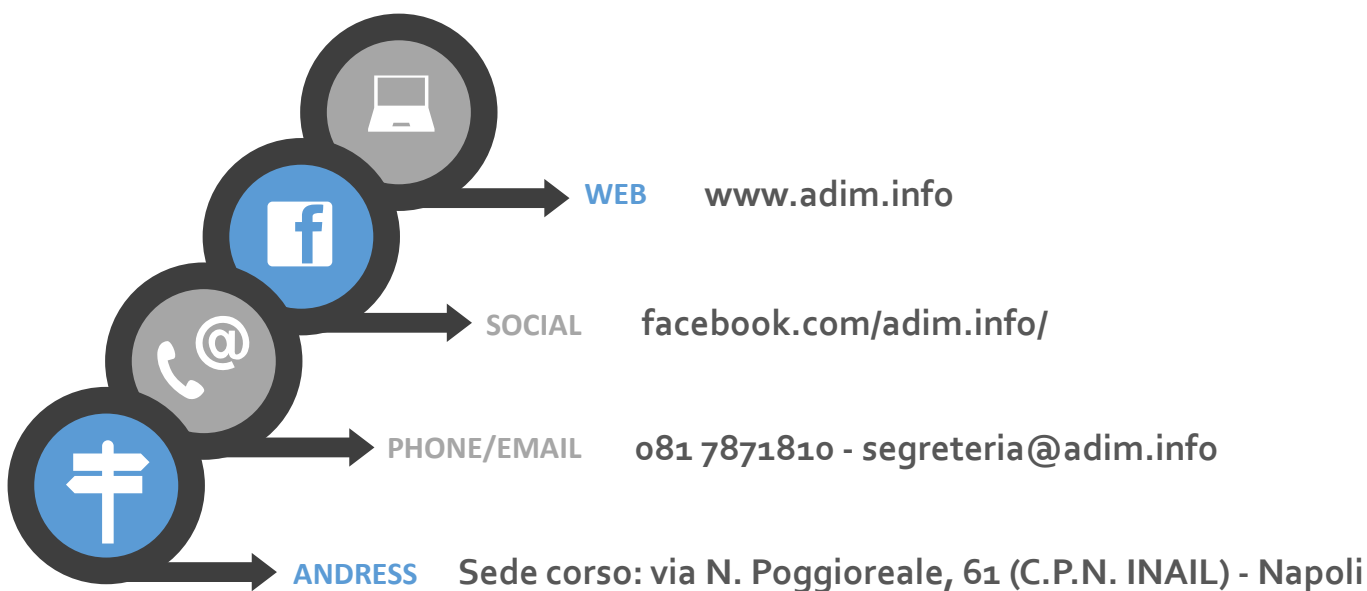 WEB www.adim.info
SOCIAL facebook.com/adim.info/
@
PHONE/EMAIL 081 7871810 - segreteria@adim.info
ANDRESS Sede corso: via N. Poggioreale, 61 (C.P.N. INAIL) - Napoli